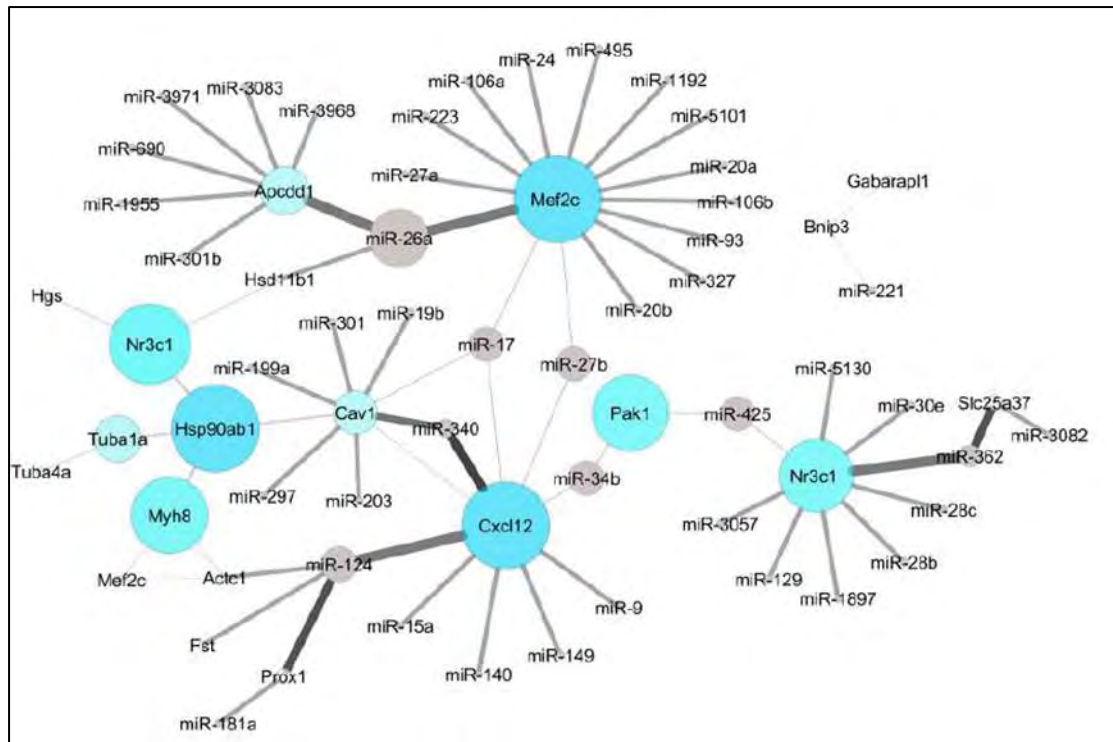 miR-495
miR-24
miR-106a
miR-1192
miR-3083
miR-3971
miR-3968
miR-223
miR-5101
miR-690
miR-20a
miR-27a
Gabarapl1
Apcdd1
Mef2c
miR-1955
miR-106b
Bnip3
miR-26a
miR-93
miR-301b
Hsd11b1
miR-327
miR-221
Hgs
miR-20b
miR-19b
miR-301
Nr3c1
miR-17
miR-27b
miR-199a
miR-5130
Slc25a37
miR-30e
Pak1
miR-425
Cav1
Hsp90ab1
miR-340
Tuba1a
miR-3082
miR-362
Tuba4a
Nr3c1
miR-34b
miR-297
miR-203
miR-28c
Myh8
Cxcl12
miR-3057
miR-28b
miR-124
Mef2c
Actc1
miR-129
miR-1897
miR-9
miR-15a
Fst
miR-149
Prox1
miR-140
miR-181a